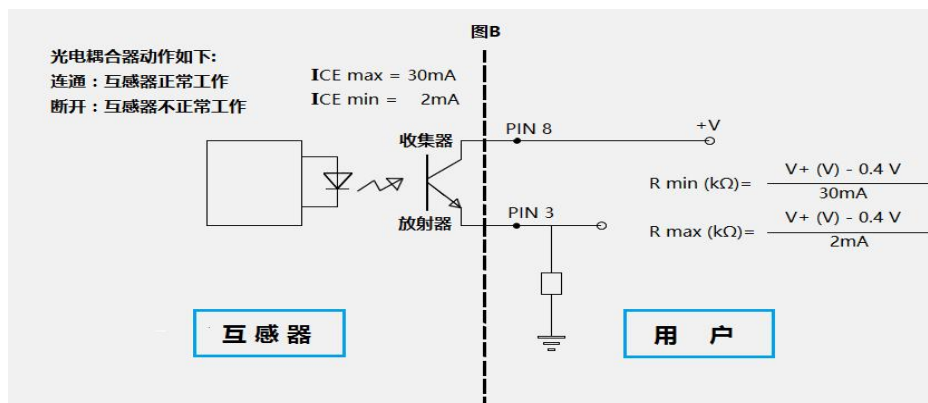 图B
光电耦合器动作如下:
连通：互感器正常工作
断开：互感器不正常工作
ICE max = 30mA
ICE min = 2mA
收集器
放射器
PIN 8
+V
PIN 3
R min (kΩ)= V+ (V) - 0.4 V
30mA
R max (kΩ)= V+ (V) - 0.4 V
2mA
互感器
用 户